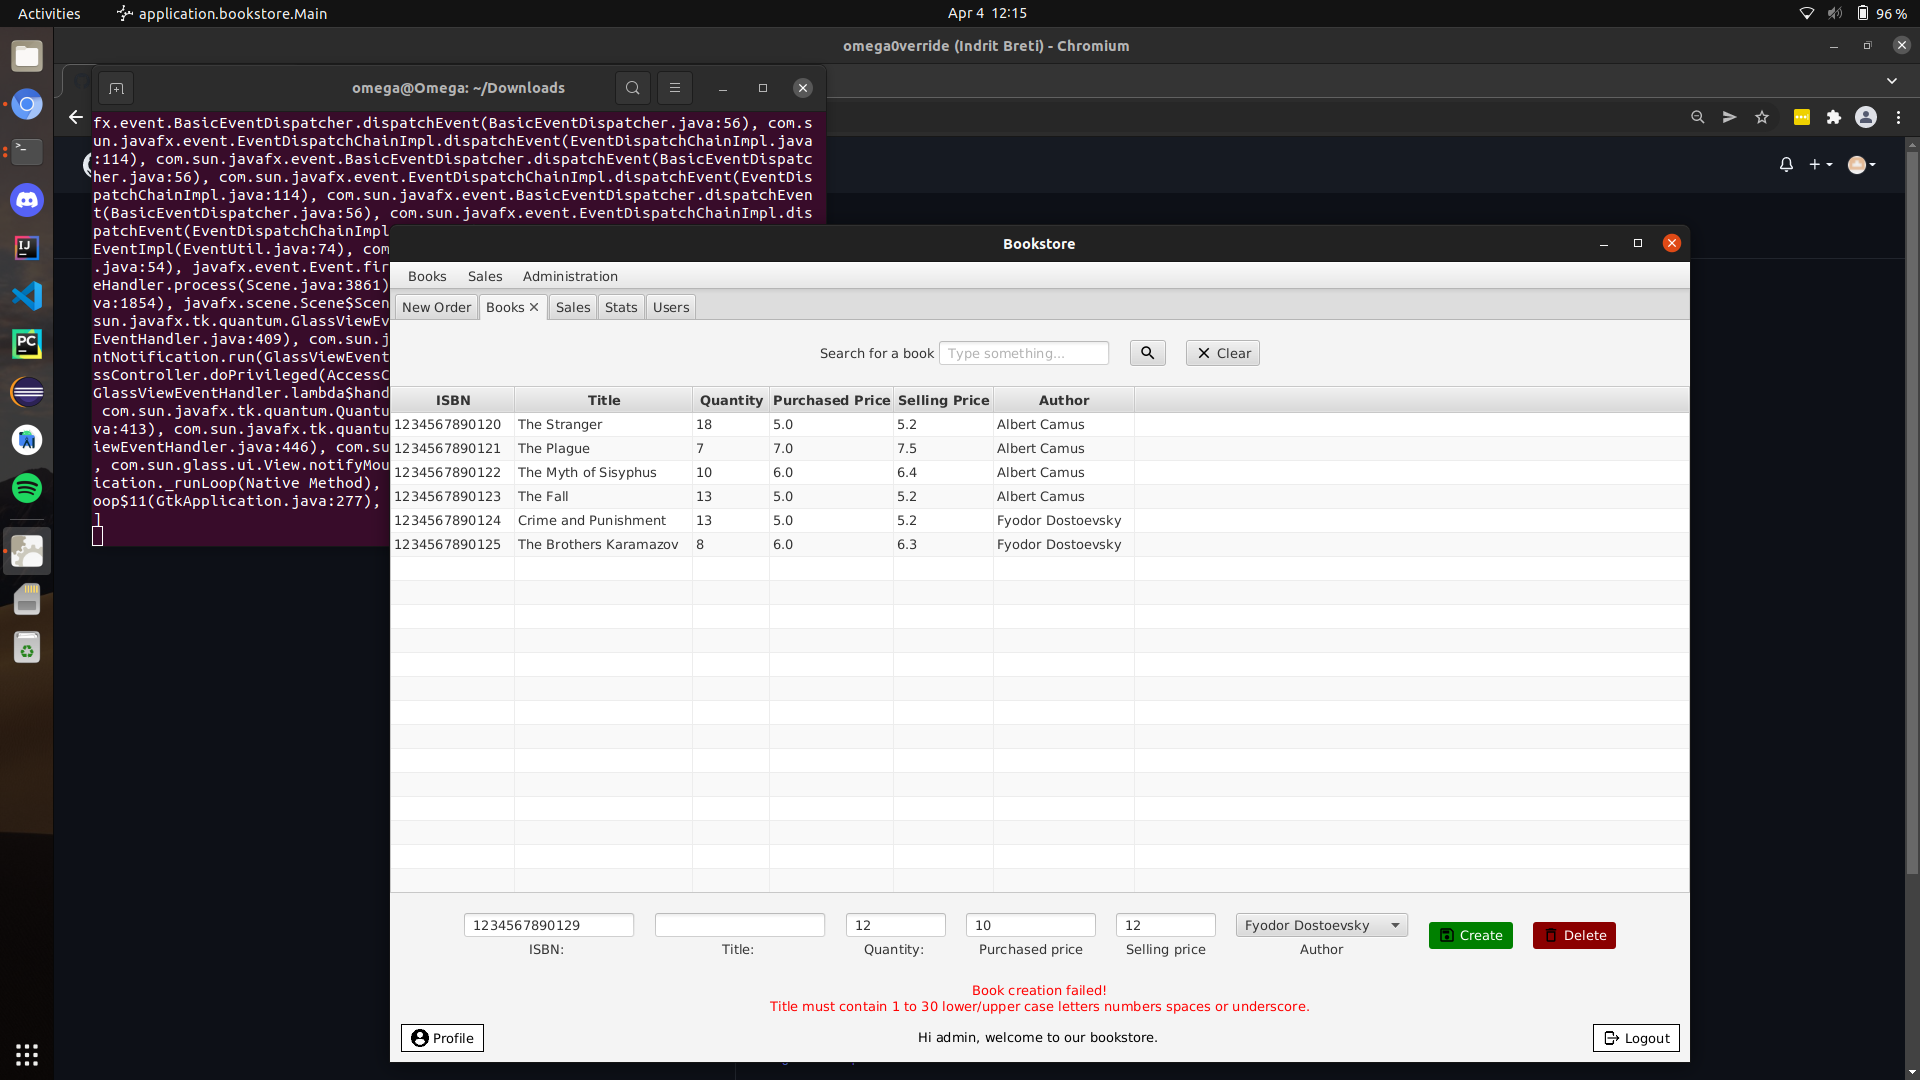 Activities
application.bookstore.Main
Apr 4 12:15
96 %
omega0verride (Indrit Breti) - Chromium
omega@Omega: ~/Downloads
fx.event.BasicEventDispatcher.dispatchEvent(BasicEventDispatcher.java:56), com.s
un.javafx.event.EventDispatchChainImpl.dispatchEvent(EventDispatchChainImpl.java
:114), com.sun.javafx.event.BasicEventDispatcher.dispatchEvent(BasicEventDispatc
her.java:56), com.sun.javafx.event.EventDispatchChainImpl.dispatchEvent(EventDis
patchChainImpl.java:114), com.sun.javafx.event.BasicEventDispatcher.dispatchEven
t(BasicEventDispatcher.java:56), com.sun.javafx.event.EventDispatchChainImpl.dis
patchEvent(EventDispatchChainImpl
EventImpl(EventUtil.java:74), com
.java:54), javafx.event.Event.fir
eHandler.process(Scene.java:3861)
va:1854), javafx.scene.Scene$Scen
sun.javafx.tk.quantum.GlassViewEv
EventHandler.java:409), com.sun.j
ntNotification.run(GlassViewEvent
ssController.doPrivileged(AccessC
GlassViewEventHandler.lambda$hand
com.sun.javafx.tk.quantum.Quantu
va:413), com.sun.javafx.tk.quantu
iewEventHandler.java:446), com.su
, com.sun.glass.ui.View.notifyMou
ication._runLoop(Native Method),
oop$11(GtkApplication.java:277),
]
Bookstore
Books Sales Administration
New Order Books Sales Stats Users
Search for a book Type something... Clear
ISBN Title Quantity Purchased Price Selling Price Author
1234567890120 The Stranger 18 5.0 5.2 Albert Camus
1234567890121 The Plague 7 7.0 7.5 Albert Camus
1234567890122 The Myth of Sisyphus 10 6.0 6.4 Albert Camus
1234567890123 The Fall 13 5.0 5.2 Albert Camus
1234567890124 Crime and Punishment 13 5.0 5.2 Fyodor Dostoevsky
1234567890125 The Brothers Karamazov 8 6.0 6.3 Fyodor Dostoevsky
1234567890129 12 10 12 Fyodor Dostoevsky Create Delete
ISBN: Title: Quantity: Purchased price Selling price Author
Book creation failed!
Title must contain 1 to 30 lower/upper case letters numbers spaces or underscore.
Profile
Hi admin, welcome to our bookstore.
Logout